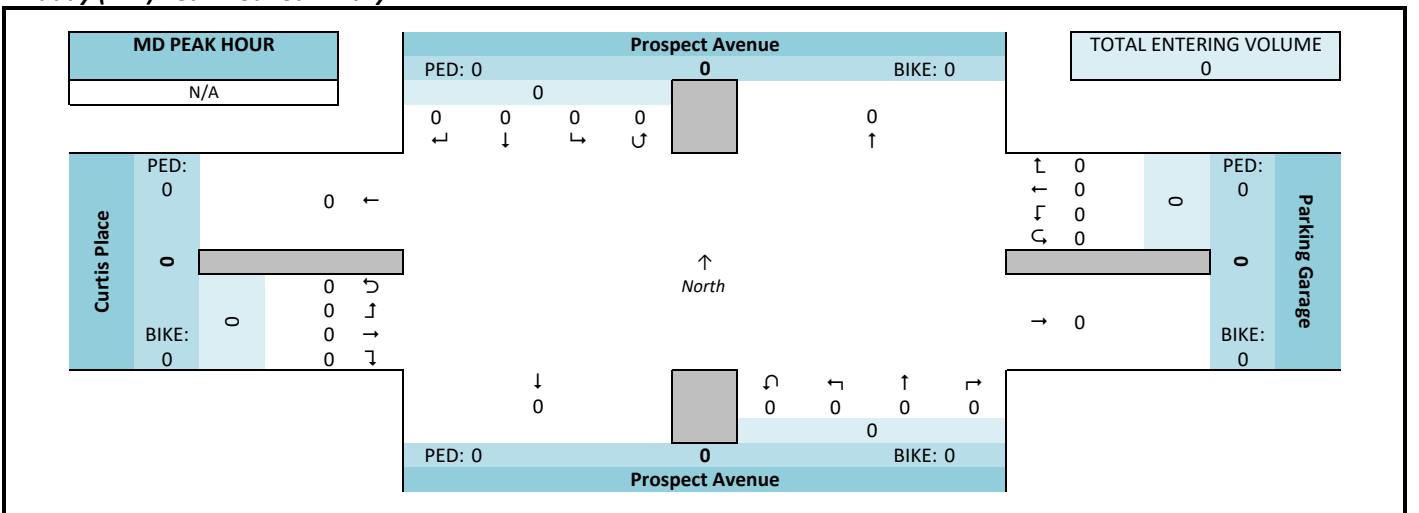 MD PEAK HOUR
N/A
Prospect Avenue
PED: 0 0 BIKE: 0
0
0 0 0 0 0
↵ ↓ ↳ ↺ ↑
TOTAL ENTERING VOLUME
0
Curtis Place
PED:
0
0
BIKE:
0
0
0 ←
0 ⮌
0 ⮥
0 →
0 ⮧
↑
North
↑ 0
← 0
↓ 0
⮎ 0
→ 0
0
PED:
0
0
BIKE:
0
Parking Garage
↓
0
↶ ↰ ↑ ↱
0 0 0 0
0
PED: 0 0 BIKE: 0
Prospect Avenue